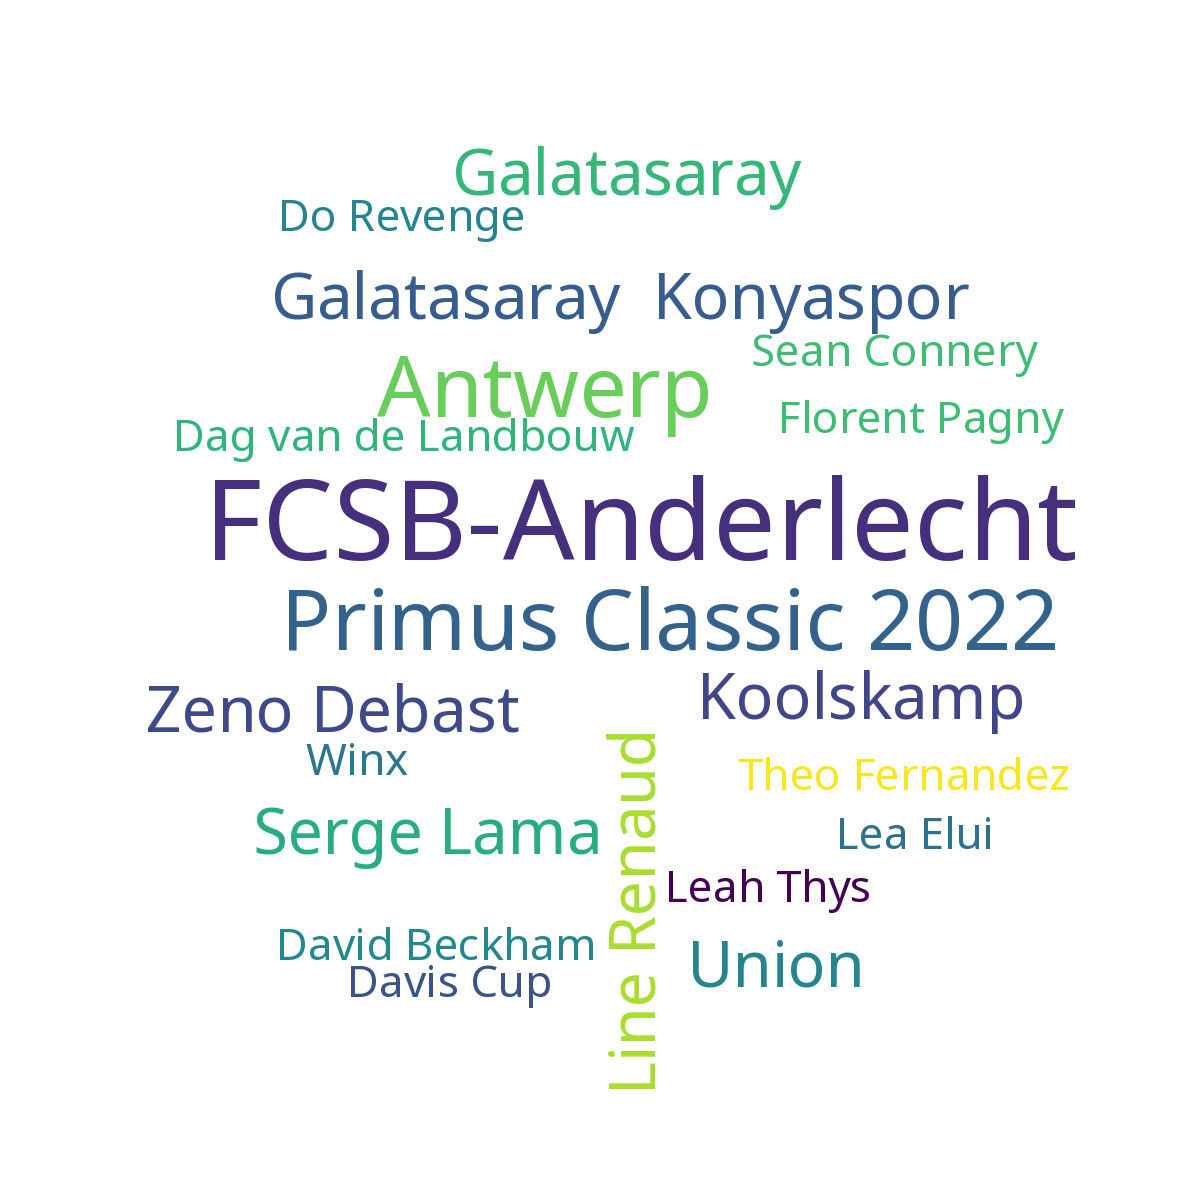 Galatasaray
Do Revenge
Galatasaray Konyaspor
Sean Connery
Antwerp
Florent Pagny
Dag van de Landbouw
FCSB-Anderlecht
Primus Classic 2022
Koolskamp
Zeno Debast
Winx
Theo Fernandez
Serge Lama
Lea Elui
Line Renaud
Leah Thys
David Beckham
Union
Davis Cup